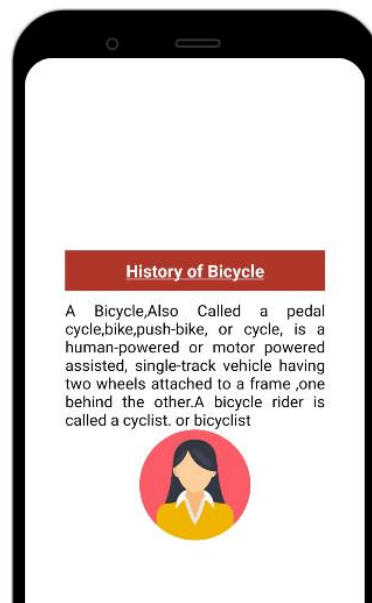 History of Bicycle
A Bicycle,Also Called a pedal
cycle,bike,push-bike, or cycle, is a
human-powered or motor powered
assisted, single-track vehicle having
two wheels attached to a frame ,one
behind the other.A bicycle rider is
called a cyclist. or bicyclist